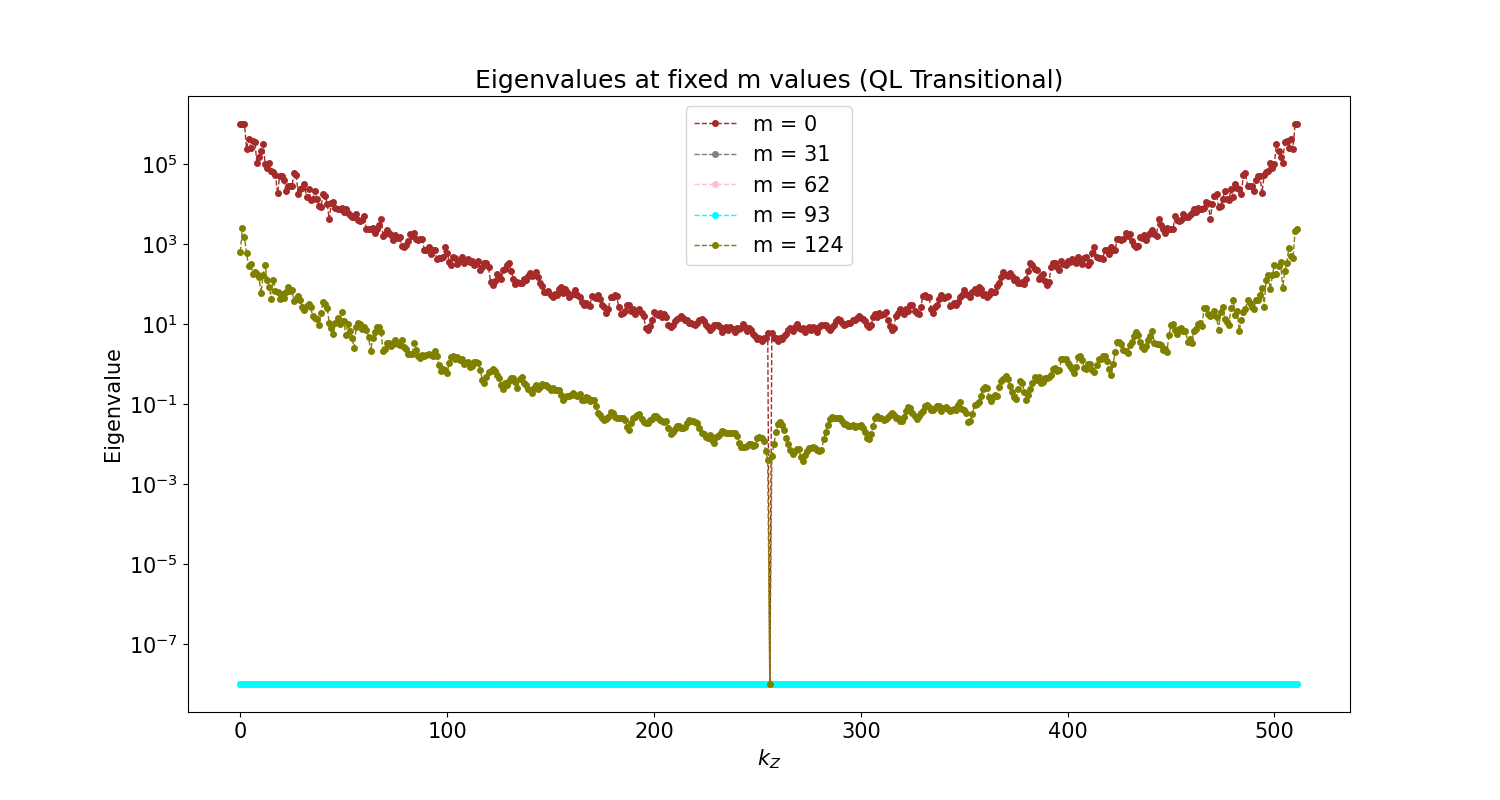 Eigenvalues at fixed m values (QL Transitional)
m = 0
m = 31
m = 62
m = 93
m = 124
Eigenvalue
10^5
10^3
10^1
10^−1
10^−3
10^−5
10^−7
0 100 200 300 400 500
k_Z